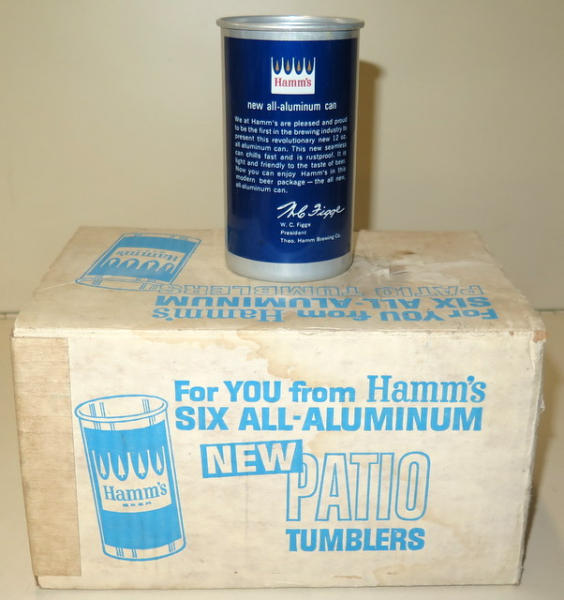 Hamm's
new all-aluminum can
We at Hamm's are pleased and proud
to be the first in the brewing industry to
present this revolutionary new 12 oz.
all-aluminum can. This new seamless
can chills fast and is rustproof. It is
light and friendly to the taste of beer.
Now you can enjoy Hamm's in this
modern beer package — the all new,
all-aluminum can.
W. C. Figge
W. C. Figge
President
Theo. Hamm Brewing Co.
For YOU from Hamm's
SIX ALL-ALUMINUM
PATIO TUMBLERS
For YOU from Hamm's
SIX ALL-ALUMINUM
NEW PATIO
TUMBLERS
Hamm's
BEER